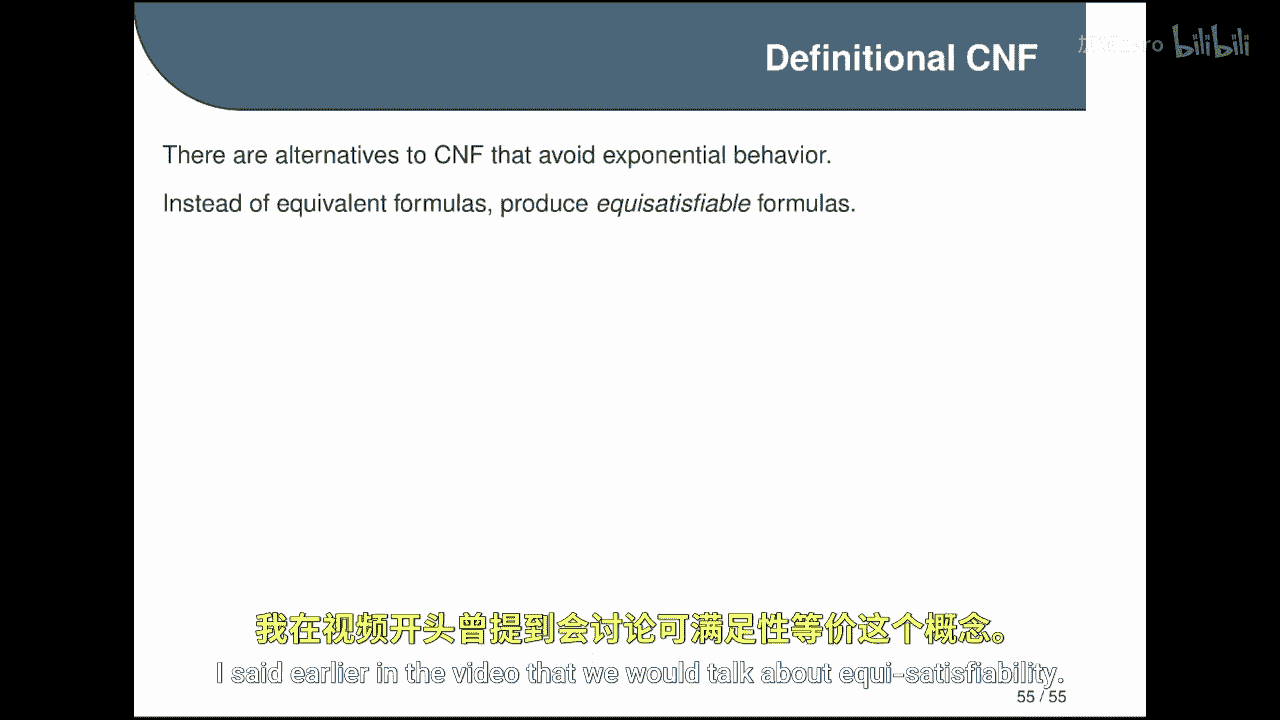 Definitional CNF
bilibili
There are alternatives to CNF that avoid exponential behavior.
Instead of equivalent formulas, produce equisatisfiable formulas.
我在视频开头曾提到会讨论可满足性等价这个概念。
I said earlier in the video that we would talk about equi-satisfiability.
55 / 55